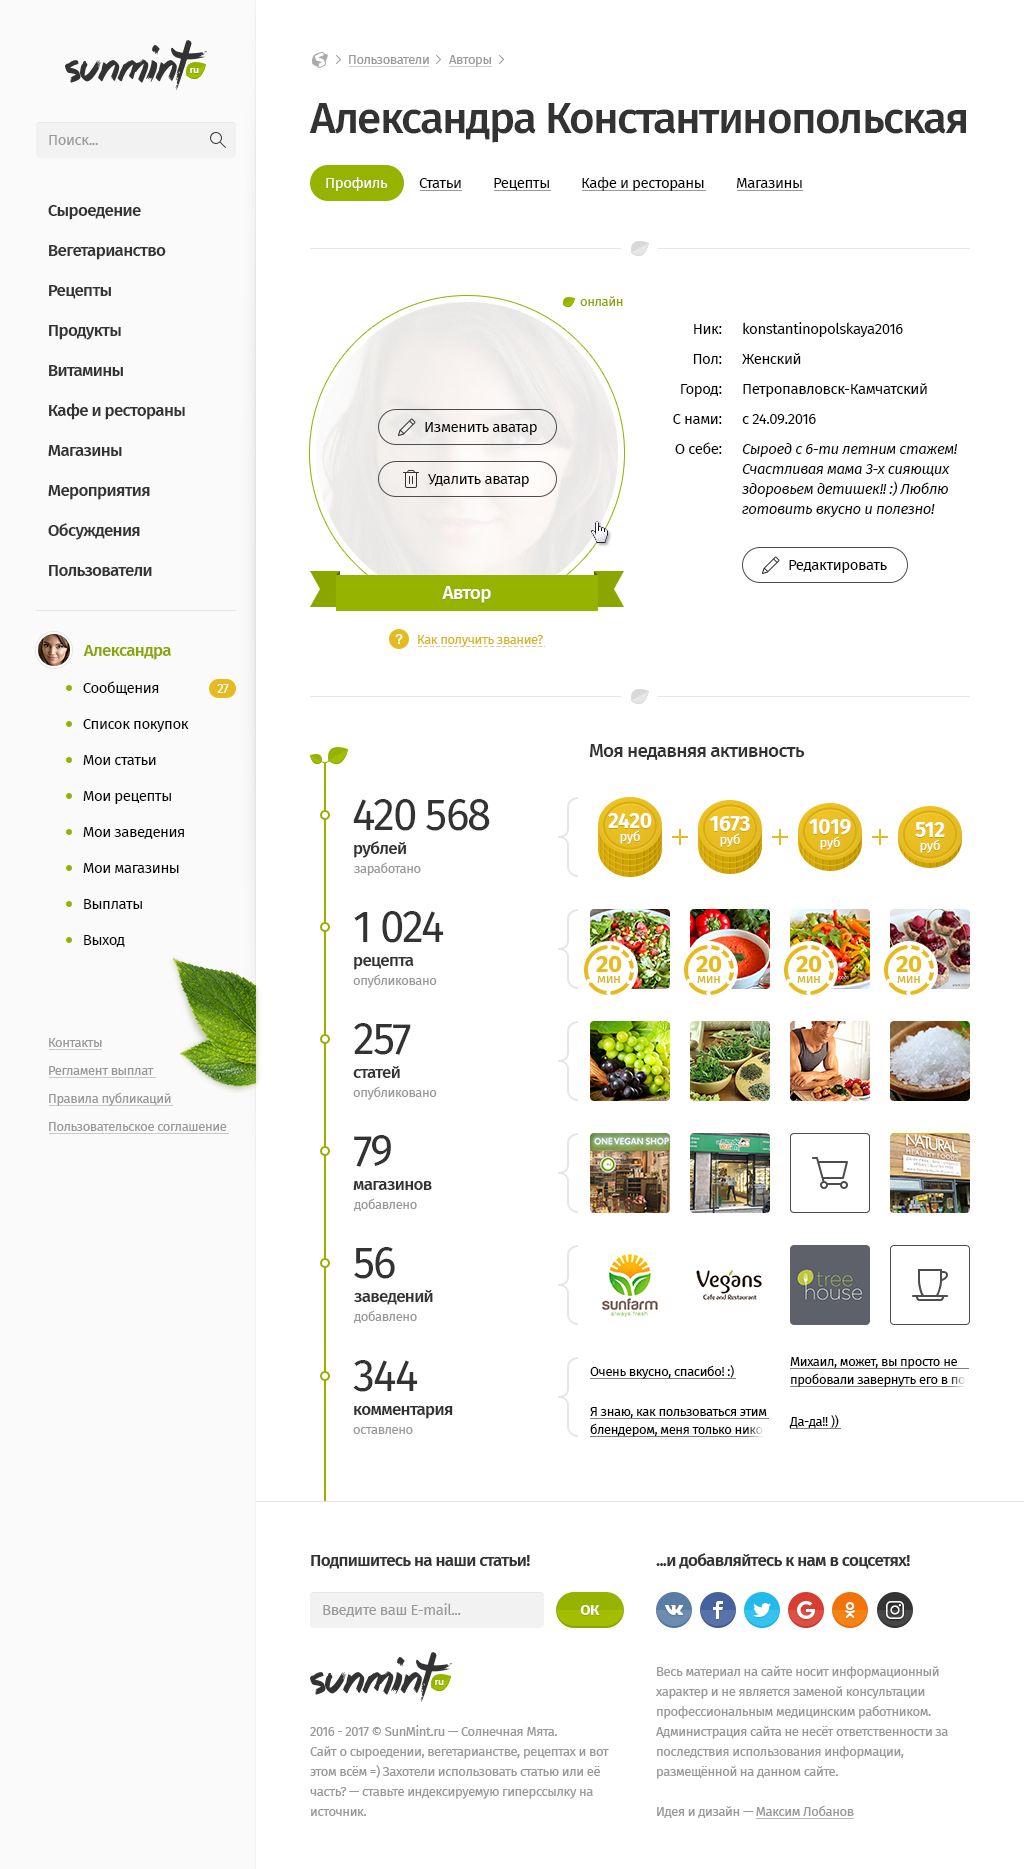 sunmint ru
Поиск...
Сыроедение
Вегетарианство
Рецепты
Продукты
Витамины
Кафе и рестораны
Магазины
Мероприятия
Обсуждения
Пользователи
Александра
Сообщения 27
Список покупок
Мои статьи
Мои рецепты
Мои заведения
Мои магазины
Выплаты
Выход
Контакты
Регламент выплат
Правила публикаций
Пользовательское соглашение
Пользователи Авторы
Александра Константинопольская
Профиль Статьи Рецепты Кафе и рестораны Магазины
онлайн
Изменить аватар
Удалить аватар
Автор
? Как получить звание?
Ник: konstantinopolskaya2016
Пол: Женский
Город: Петропавловск-Камчатский
С нами: с 24.09.2016
О себе: Сыроед с 6-ти летним стажем!
Счастливая мама 3-х сияющих
здоровьем детишек!! :) Люблю
готовить вкусно и полезно!
Редактировать
Моя недавняя активность
420 568
рублей
заработано
2420 + 1673 + 1019 + 512
руб руб руб руб
1 024
рецепта
опубликовано
20 20 20 20
мин мин мин мин
257
статей
опубликовано
79
магазинов
добавлено
ONE VEGAN SHOP
NATURAL
HEALTHY FOODS
56
заведений
добавлено
sunfarm
always fresh
Vegans
Cafe and Restaurant
tree
house
344
комментария
оставлено
Очень вкусно, спасибо! :)
Я знаю, как пользоваться этим
блендером, меня только нико
Михаил, может, вы просто не
пробовали завернуть его в по
Да-да!! ))
Подпишитесь на наши статьи!
Введите ваш E-mail...
ОК
sunmint ru
2016 - 2017 © SunMint.ru — Солнечная Мята.
Сайт о сыроедении, вегетарианстве, рецептах и вот
этом всём =) Захотели использовать статью или её
часть? — ставьте индексируемую гиперссылку на
источник.
...и добавляйтесь к нам в соцсетях!
Весь материал на сайте носит информационный
характер и не является заменой консультации
профессиональным медицинским работником.
Администрация сайта не несёт ответственности за
последствия использования информации,
размещённой на данном сайте.
Идея и дизайн — Максим Лобанов